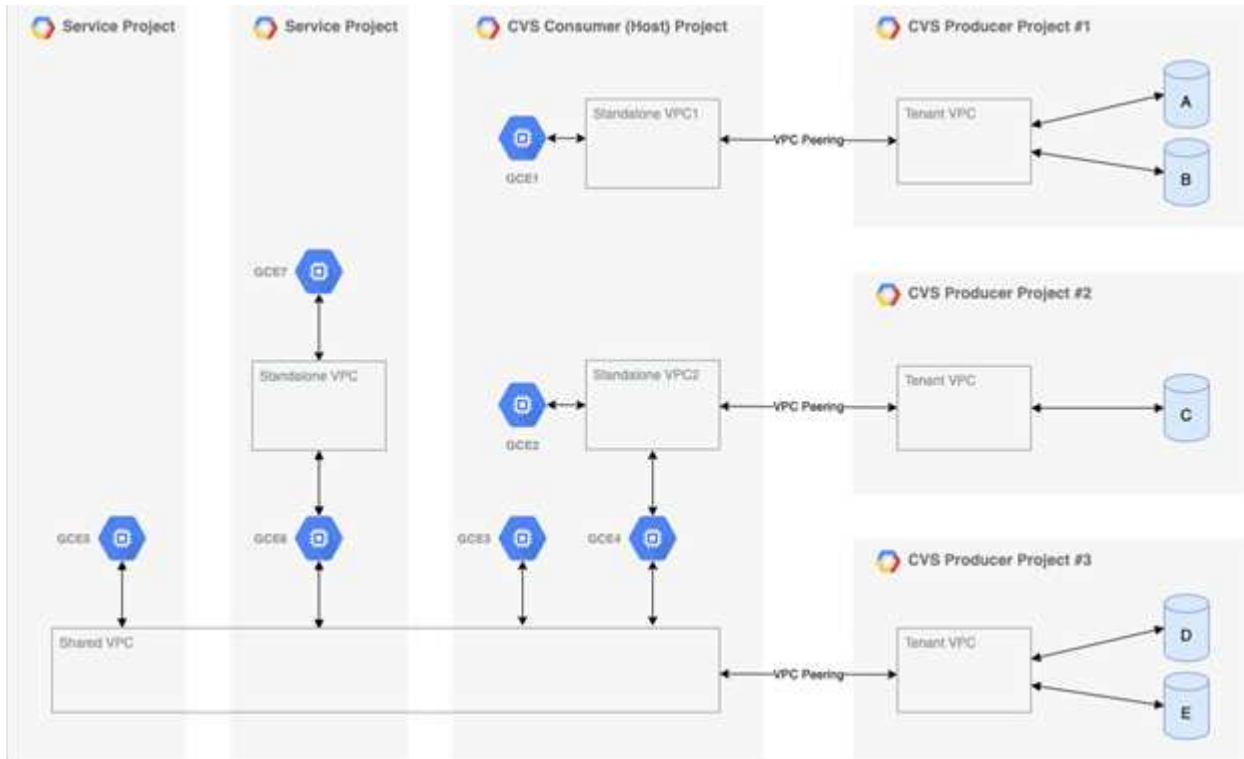 Service Project
Service Project
CVS Consumer (Host) Project
CVS Producer Project #1
Standalone VPC1
Tenant VPC
A
VPC Peering
GCE1
B
GCE7
CVS Producer Project #2
Standalone VPC
Standalone VPC2
Tenant VPC
VPC Peering
C
GCE2
GCE5
GCE6
GCE3
GCE4
CVS Producer Project #3
Shared VPC
Tenant VPC
D
VPC Peering
E